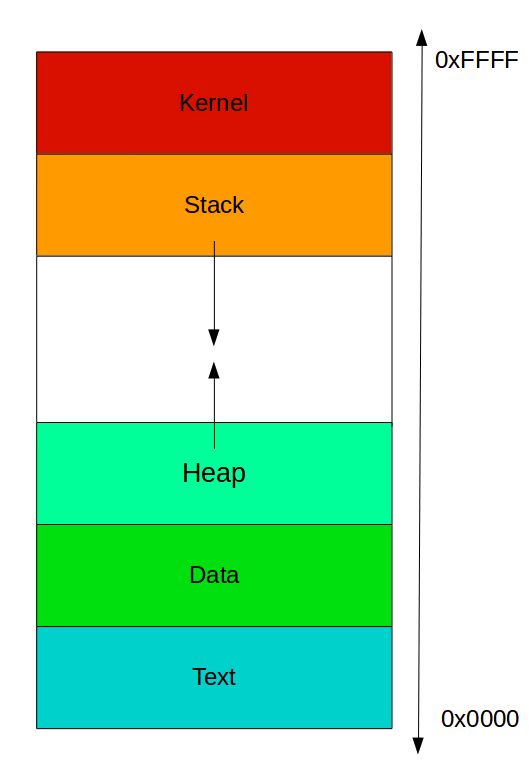 0xFFFF
Kernel
Stack
Heap
Data
Text
0x0000